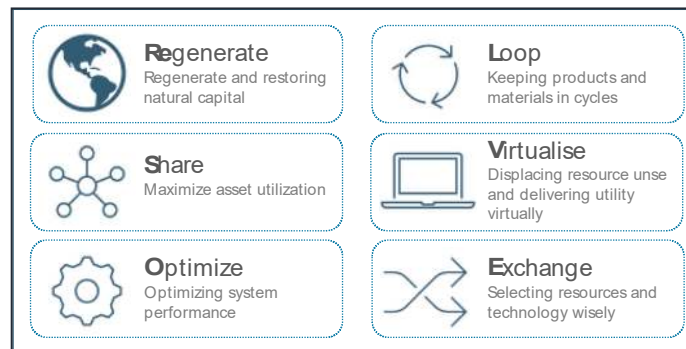 Regenerate
Regenerate and restoring
natural capital
Loop
Keeping products and
materials in cycles
Share
Maximize asset utilization
Virtualise
Displacing resource unse
and delivering utility
virtually
Optimize
Optimizing system
performance
Exchange
Selecting resources and
technology wisely